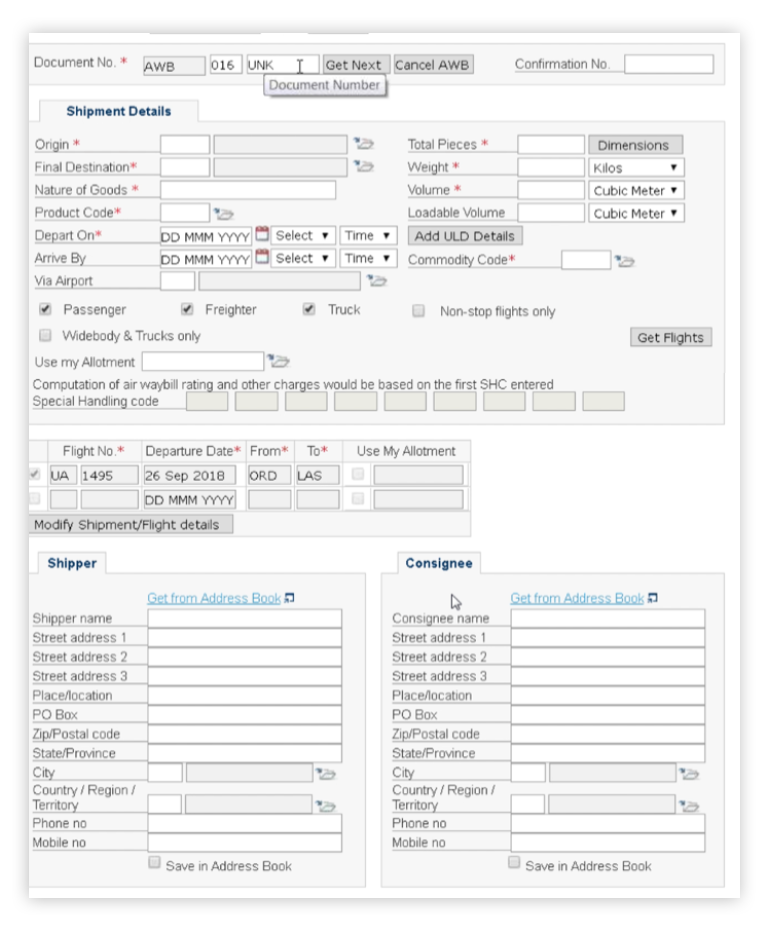 Document No. * AWB 016 UNK Get Next Cancel AWB Confirmation No.
Document Number
Shipment Details
Origin * Total Pieces * Dimensions
Final Destination* Weight * Kilos
Nature of Goods * Volume * Cubic Meter
Product Code* Loadable Volume Cubic Meter
Depart On* DD MMM YYYY Select Time Add ULD Details
Arrive By DD MMM YYYY Select Time Commodity Code*
Via Airport
Passenger Freighter Truck Non-stop flights only
Widebody & Trucks only Get Flights
Use my Allotment
Computation of air waybill rating and other charges would be based on the first SHC entered
Special Handling code
Flight No.* Departure Date* From* To* Use My Allotment
UA 1495 26 Sep 2018 ORD LAS
DD MMM YYYY
Modify Shipment/Flight details
Shipper Consignee
Get from Address Book Get from Address Book
Shipper name Consignee name
Street address 1 Street address 1
Street address 2 Street address 2
Street address 3 Street address 3
Place/location Place/location
PO Box PO Box
Zip/Postal code Zip/Postal code
State/Province State/Province
City City
Country / Region / Country / Region /
Territory Territory
Phone no Phone no
Mobile no Mobile no
Save in Address Book Save in Address Book